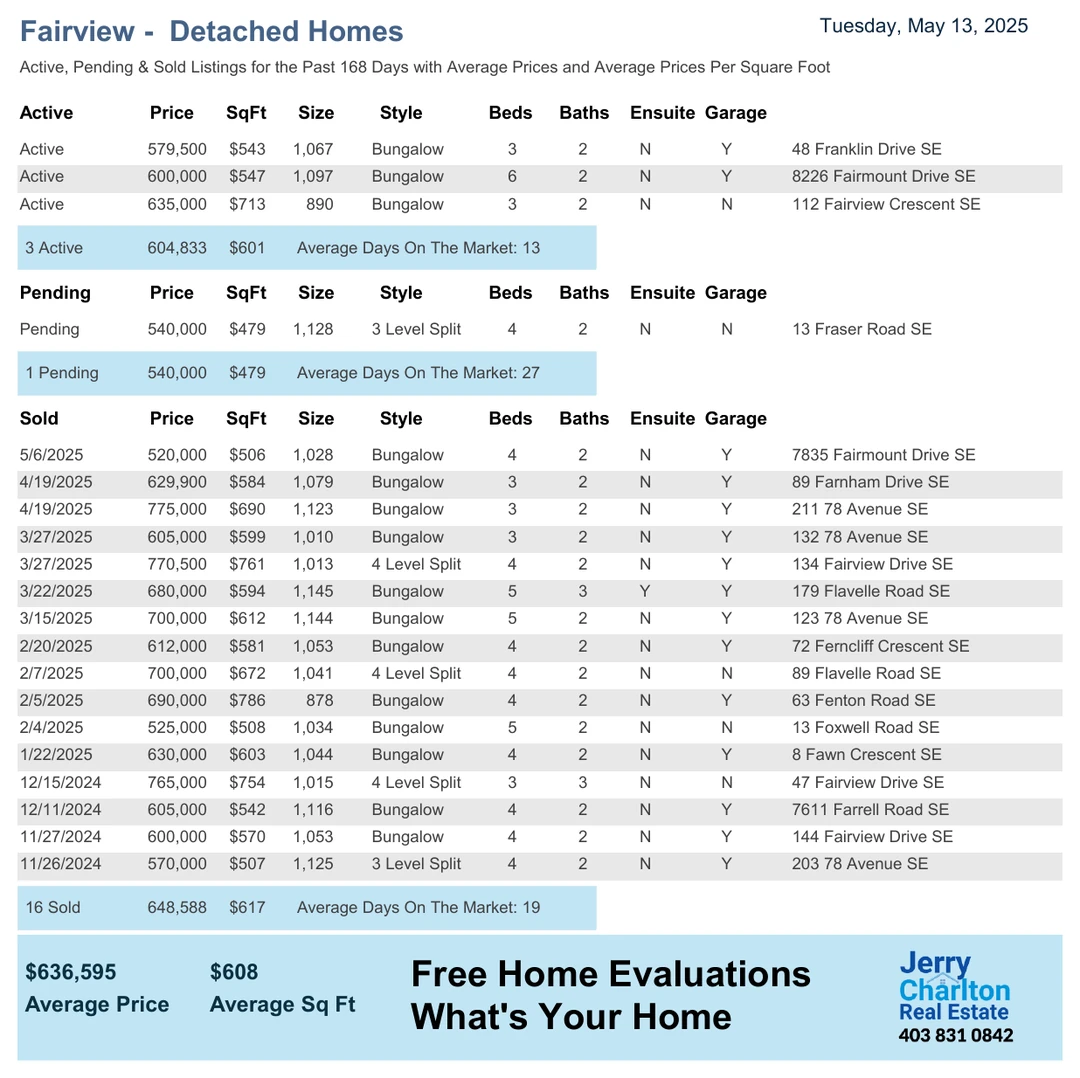 Fairview -  Detached Homes
Tuesday, May 13, 2025
Active, Pending & Sold Listings for the Past 168 Days with Average Prices and Average Prices Per Square Foot
Active Price SqFt Size Style Beds Baths Ensuite Garage
Active 579,500 $543 1,067 Bungalow 3 2 N Y 48 Franklin Drive SE
Active 600,000 $547 1,097 Bungalow 6 2 N Y 8226 Fairmount Drive SE
Active 635,000 $713 890 Bungalow 3 2 N N 112 Fairview Crescent SE
3 Active 604,833 $601 Average Days On The Market: 13
Pending Price SqFt Size Style Beds Baths Ensuite Garage
Pending 540,000 $479 1,128 3 Level Split 4 2 N N 13 Fraser Road SE
1 Pending 540,000 $479 Average Days On The Market: 27
Sold Price SqFt Size Style Beds Baths Ensuite Garage
5/6/2025 520,000 $506 1,028 Bungalow 4 2 N Y 7835 Fairmount Drive SE
4/19/2025 629,900 $584 1,079 Bungalow 3 2 N Y 89 Farnham Drive SE
4/19/2025 775,000 $690 1,123 Bungalow 3 2 N Y 211 78 Avenue SE
3/27/2025 605,000 $599 1,010 Bungalow 3 2 N Y 132 78 Avenue SE
3/27/2025 770,500 $761 1,013 4 Level Split 4 2 N Y 134 Fairview Drive SE
3/22/2025 680,000 $594 1,145 Bungalow 5 3 Y Y 179 Flavelle Road SE
3/15/2025 700,000 $612 1,144 Bungalow 5 2 N Y 123 78 Avenue SE
2/20/2025 612,000 $581 1,053 Bungalow 4 2 N Y 72 Ferncliff Crescent SE
2/7/2025 700,000 $672 1,041 4 Level Split 4 2 N N 89 Flavelle Road SE
2/5/2025 690,000 $786 878 Bungalow 4 2 N Y 63 Fenton Road SE
2/4/2025 525,000 $508 1,034 Bungalow 5 2 N N 13 Foxwell Road SE
1/22/2025 630,000 $603 1,044 Bungalow 4 2 N Y 8 Fawn Crescent SE
12/15/2024 765,000 $754 1,015 4 Level Split 3 3 N N 47 Fairview Drive SE
12/11/2024 605,000 $542 1,116 Bungalow 4 2 N Y 7611 Farrell Road SE
11/27/2024 600,000 $570 1,053 Bungalow 4 2 N Y 144 Fairview Drive SE
11/26/2024 570,000 $507 1,125 3 Level Split 4 2 N Y 203 78 Avenue SE
16 Sold 648,588 $617 Average Days On The Market: 19
$636,595 $608
Average Price Average Sq Ft
Free Home Evaluations
What's Your Home
Jerry
Charlton
Real Estate
403 831 0842